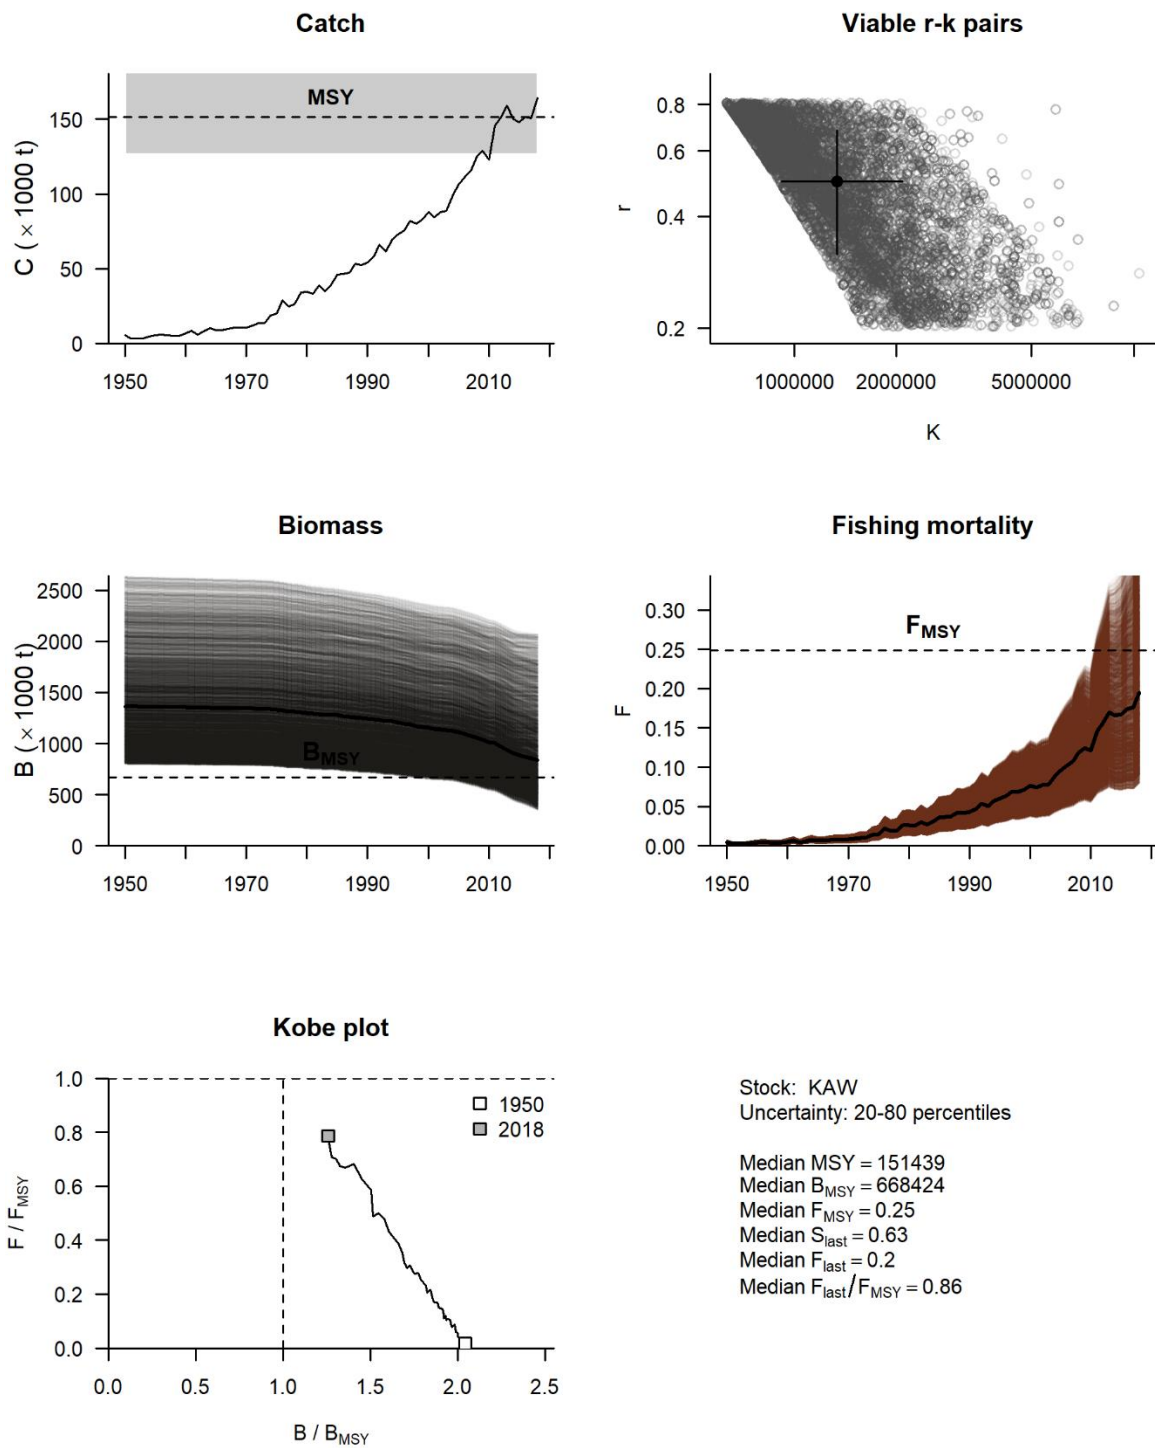 Catch
C ( × 1000 t)
150
100
50
0
MSY
1950 1970 1990 2010
Viable r-k pairs
r
0.8
0.6
0.4
0.2
1000000 2000000 5000000
K
Biomass
B ( × 1000 t)
2500
2000
1500
1000
500
0
BMSY
1950 1970 1990 2010
Fishing mortality
F
0.30
0.25
0.20
0.15
0.10
0.05
0.00
FMSY
1950 1970 1990 2010
Kobe plot
F / FMSY
1.0
0.8
0.6
0.4
0.2
0.0
1950
2018
0.0 0.5 1.0 1.5 2.0 2.5
B / BMSY
Stock: KAW
Uncertainty: 20-80 percentiles
Median MSY = 151439
Median BMSY = 668424
Median FMSY = 0.25
Median Slast = 0.63
Median Flast = 0.2
Median Flast/FMSY = 0.86